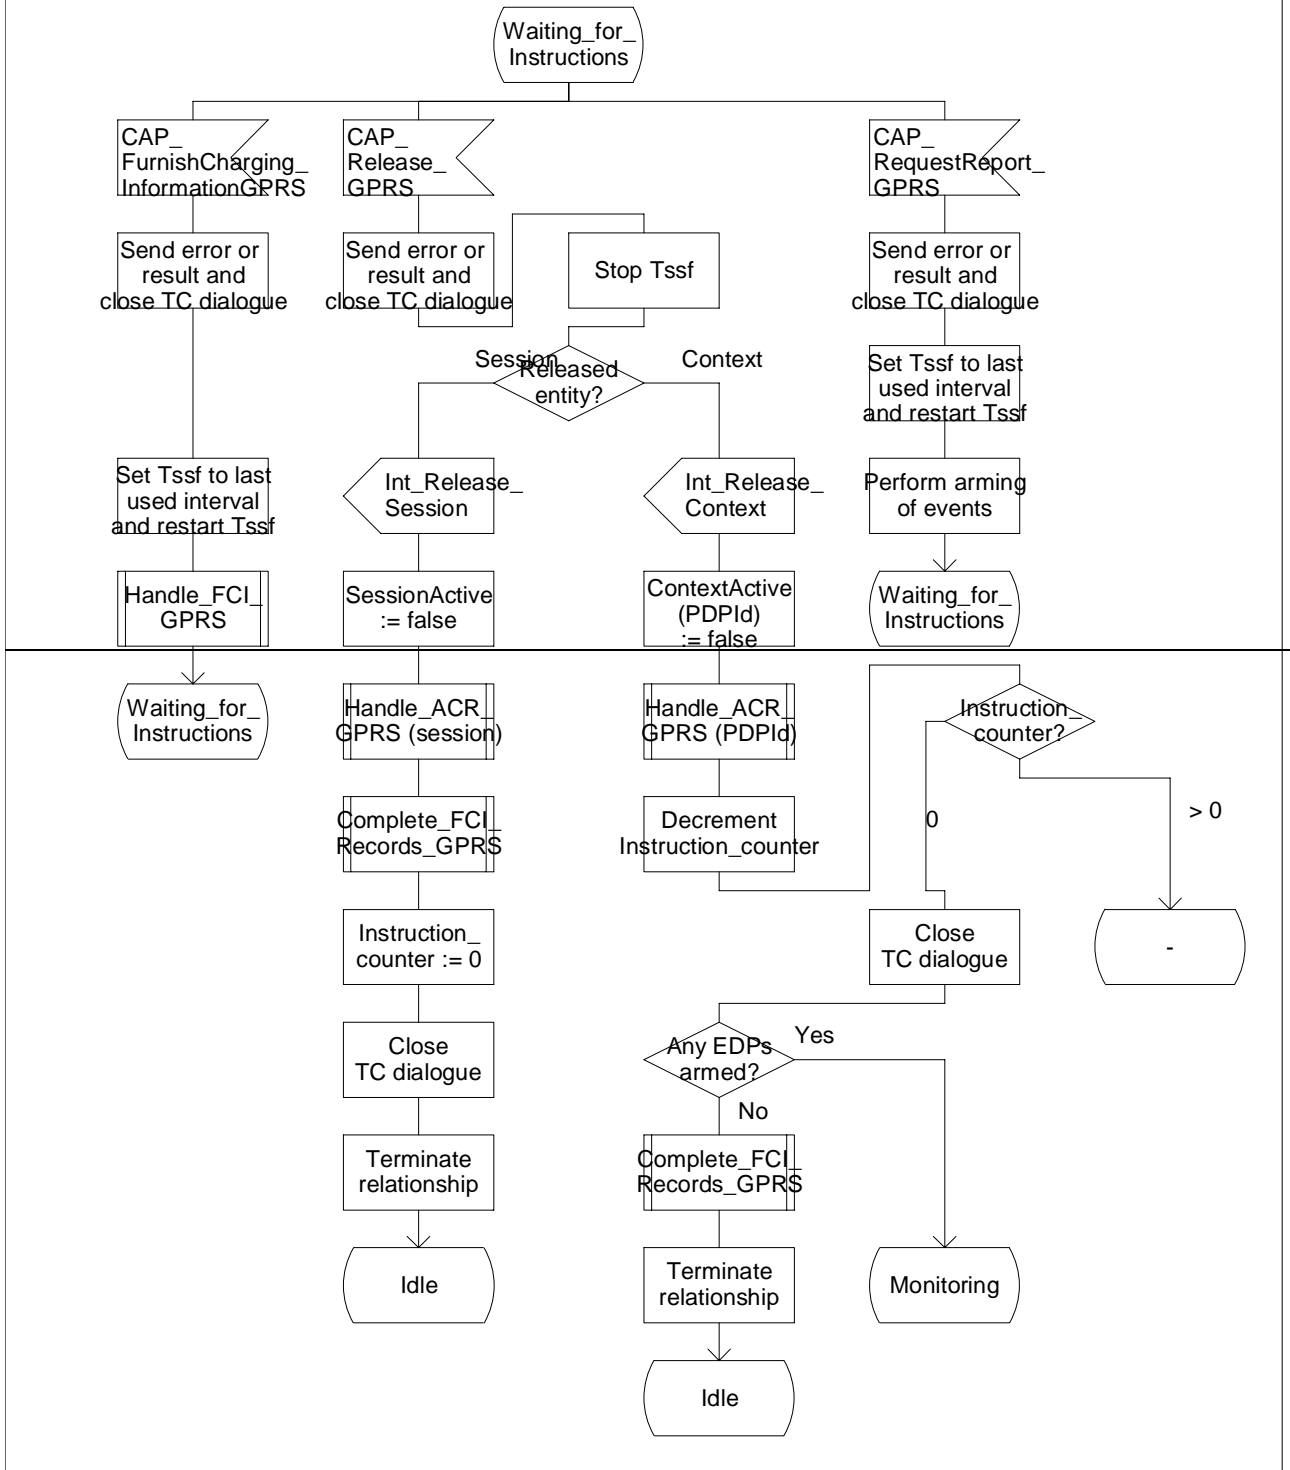 Waiting_for_
Instructions
CAP_
FurnishCharging_
InformationGPRS
CAP_
Release_
GPRS
CAP_
RequestReport_
GPRS
Send error or
result and
close TC dialogue
Send error or
result and
close TC dialogue
Stop Tssf
Send error or
result and
close TC dialogue
Session
Released
entity?
Context
Set Tssf to last
used interval
and restart Tssf
Set Tssf to last
used interval
and restart Tssf
Int_Release_
Session
Int_Release_
Context
Perform arming
of events
Handle_FCI_
GPRS
SessionActive
:= false
ContextActive
(PDPId)
:= false
Waiting_for_
Instructions
Waiting_for_
Instructions
Handle_ACR_
GPRS (session)
Handle_ACR_
GPRS (PDPId)
Instruction_
counter?
Complete_FCI_
Records_GPRS
Decrement
Instruction_counter
0
> 0
Instruction_
counter := 0
Close
TC dialogue
-
Close
TC dialogue
Any EDPs
armed?
Yes
No
Terminate
relationship
Complete_FCI_
Records_GPRS
Idle
Terminate
relationship
Monitoring
Idle